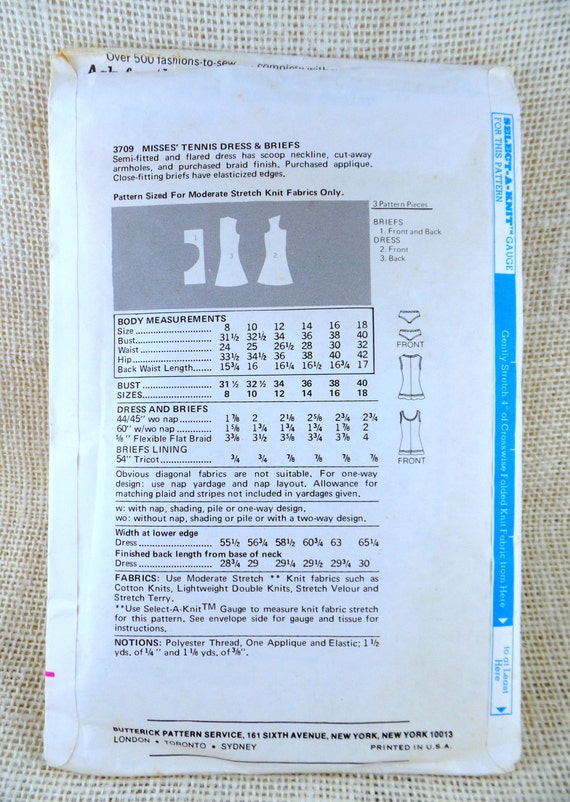 Over 500 fashions-to-sew
3709 MISSES' TENNIS DRESS & BRIEFS
Semi-fitted and flared dress has scoop neckline, cut-away
armholes, and purchased braid finish. Purchased applique.
Close-fitting briefs have elasticized edges.
Pattern Sized For Moderate Stretch Knit Fabrics Only.
3 Pattern Pieces
BRIEFS
1. Front and Back
DRESS
2. Front
3. Back
1 3 2
BODY MEASUREMENTS
Size 8 10 12 14 16 18
Bust 31½ 32½ 34 36 38 40
Waist 24 25 26½ 28 30 32
Hip 33½ 34½ 36 38 40 42
Back Waist Length 15¾ 16 16¼ 16½ 16¾ 17
FRONT
BUST 31 ½ 32 ½ 34 36 38 40
SIZES 8 10 12 14 16 18
DRESS AND BRIEFS
44/45" wo nap 1⅞ 2 2⅛ 2⅝ 2¾ 2¾
60" w/wo nap 1⅝ 1¾ 1¾ 1¾ 1⅞ 2
⅝" Flexible Flat Braid 3⅜ 3½ 3⅝ 3¾ 3⅞ 4
BRIEFS LINING
54" Tricot ¾ ¾ ⅞ ⅞ ⅞ ⅞
FRONT
Obvious diagonal fabrics are not suitable. For one-way
design: use nap yardage and nap layout. Allowance for
matching plaid and stripes not included in yardages given.
w: with nap, shading, pile or one-way design.
wo: without nap, shading or pile or with a two-way design.
Width at lower edge
Dress 55½ 56¾ 58½ 60¾ 63 65¼
Finished back length from base of neck
Dress 28¾ 29 29¼ 29½ 29¾ 30
FABRICS: Use Moderate Stretch ** Knit fabrics such as
Cotton Knits, Lightweight Double Knits, Stretch Velour and
Stretch Terry.
**Use Select-A-Knit™ Gauge to measure knit fabric stretch
for this pattern. See envelope side for gauge and tissue for
instructions.
NOTIONS: Polyester Thread, One Applique and Elastic; 1 ½
yds. of ¼" and 1 ⅛ yds. of ⅜".
BUTTERICK PATTERN SERVICE, 161 SIXTH AVENUE, NEW YORK, NEW YORK 10013
LONDON • TORONTO • SYDNEY
PRINTED IN U.S.A.
SELECT-A-KNIT™ GAUGE
FOR THIS PATTERN
Gently Stretch 4" of Crosswise Folded Knit Fabric from Here
to at Least
Here